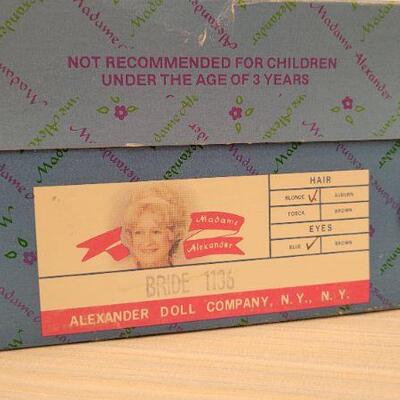 NOT RECOMMENDED FOR CHILDREN
UNDER THE AGE OF 3 YEARS
Madame
Alexander
HAIR
BLONDE ✓ AUBURN
TOSCA BROWN
EYES
BLUE ✓ BROWN
BRIDE 1136
ALEXANDER DOLL COMPANY, N.Y., N.Y.